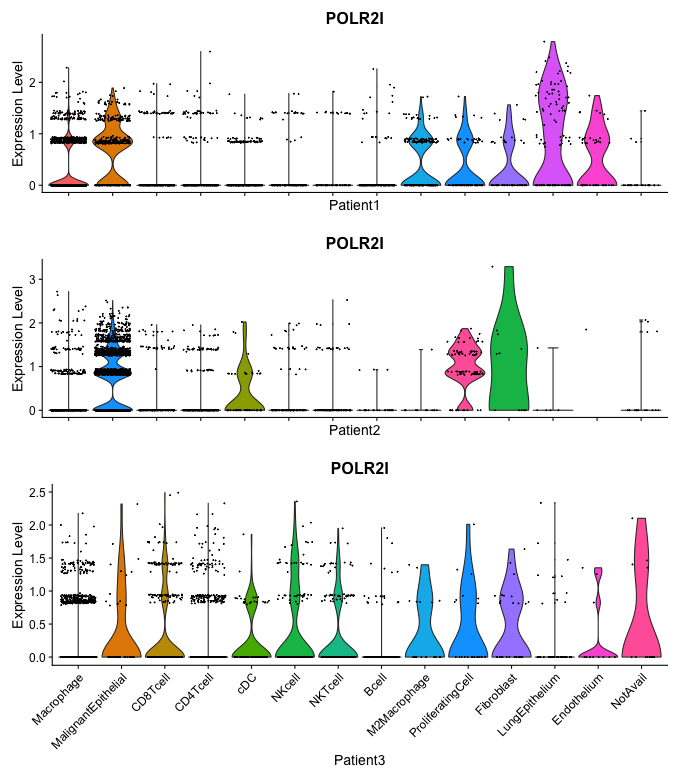 POLR2I
Expression Level
2
1
0
Patient1
POLR2I
Expression Level
3
2
1
0
Patient2
POLR2I
Expression Level
2.5
2.0
1.5
1.0
0.5
0.0
Macrophage
MalignantEpithelial
CD8Tcell
CD4Tcell
cDC
NKcell
NKTcell
Bcell
M2Macrophage
ProliferatingCell
Fibroblast
LungEpithelium
Endothelium
NotAvail
Patient3